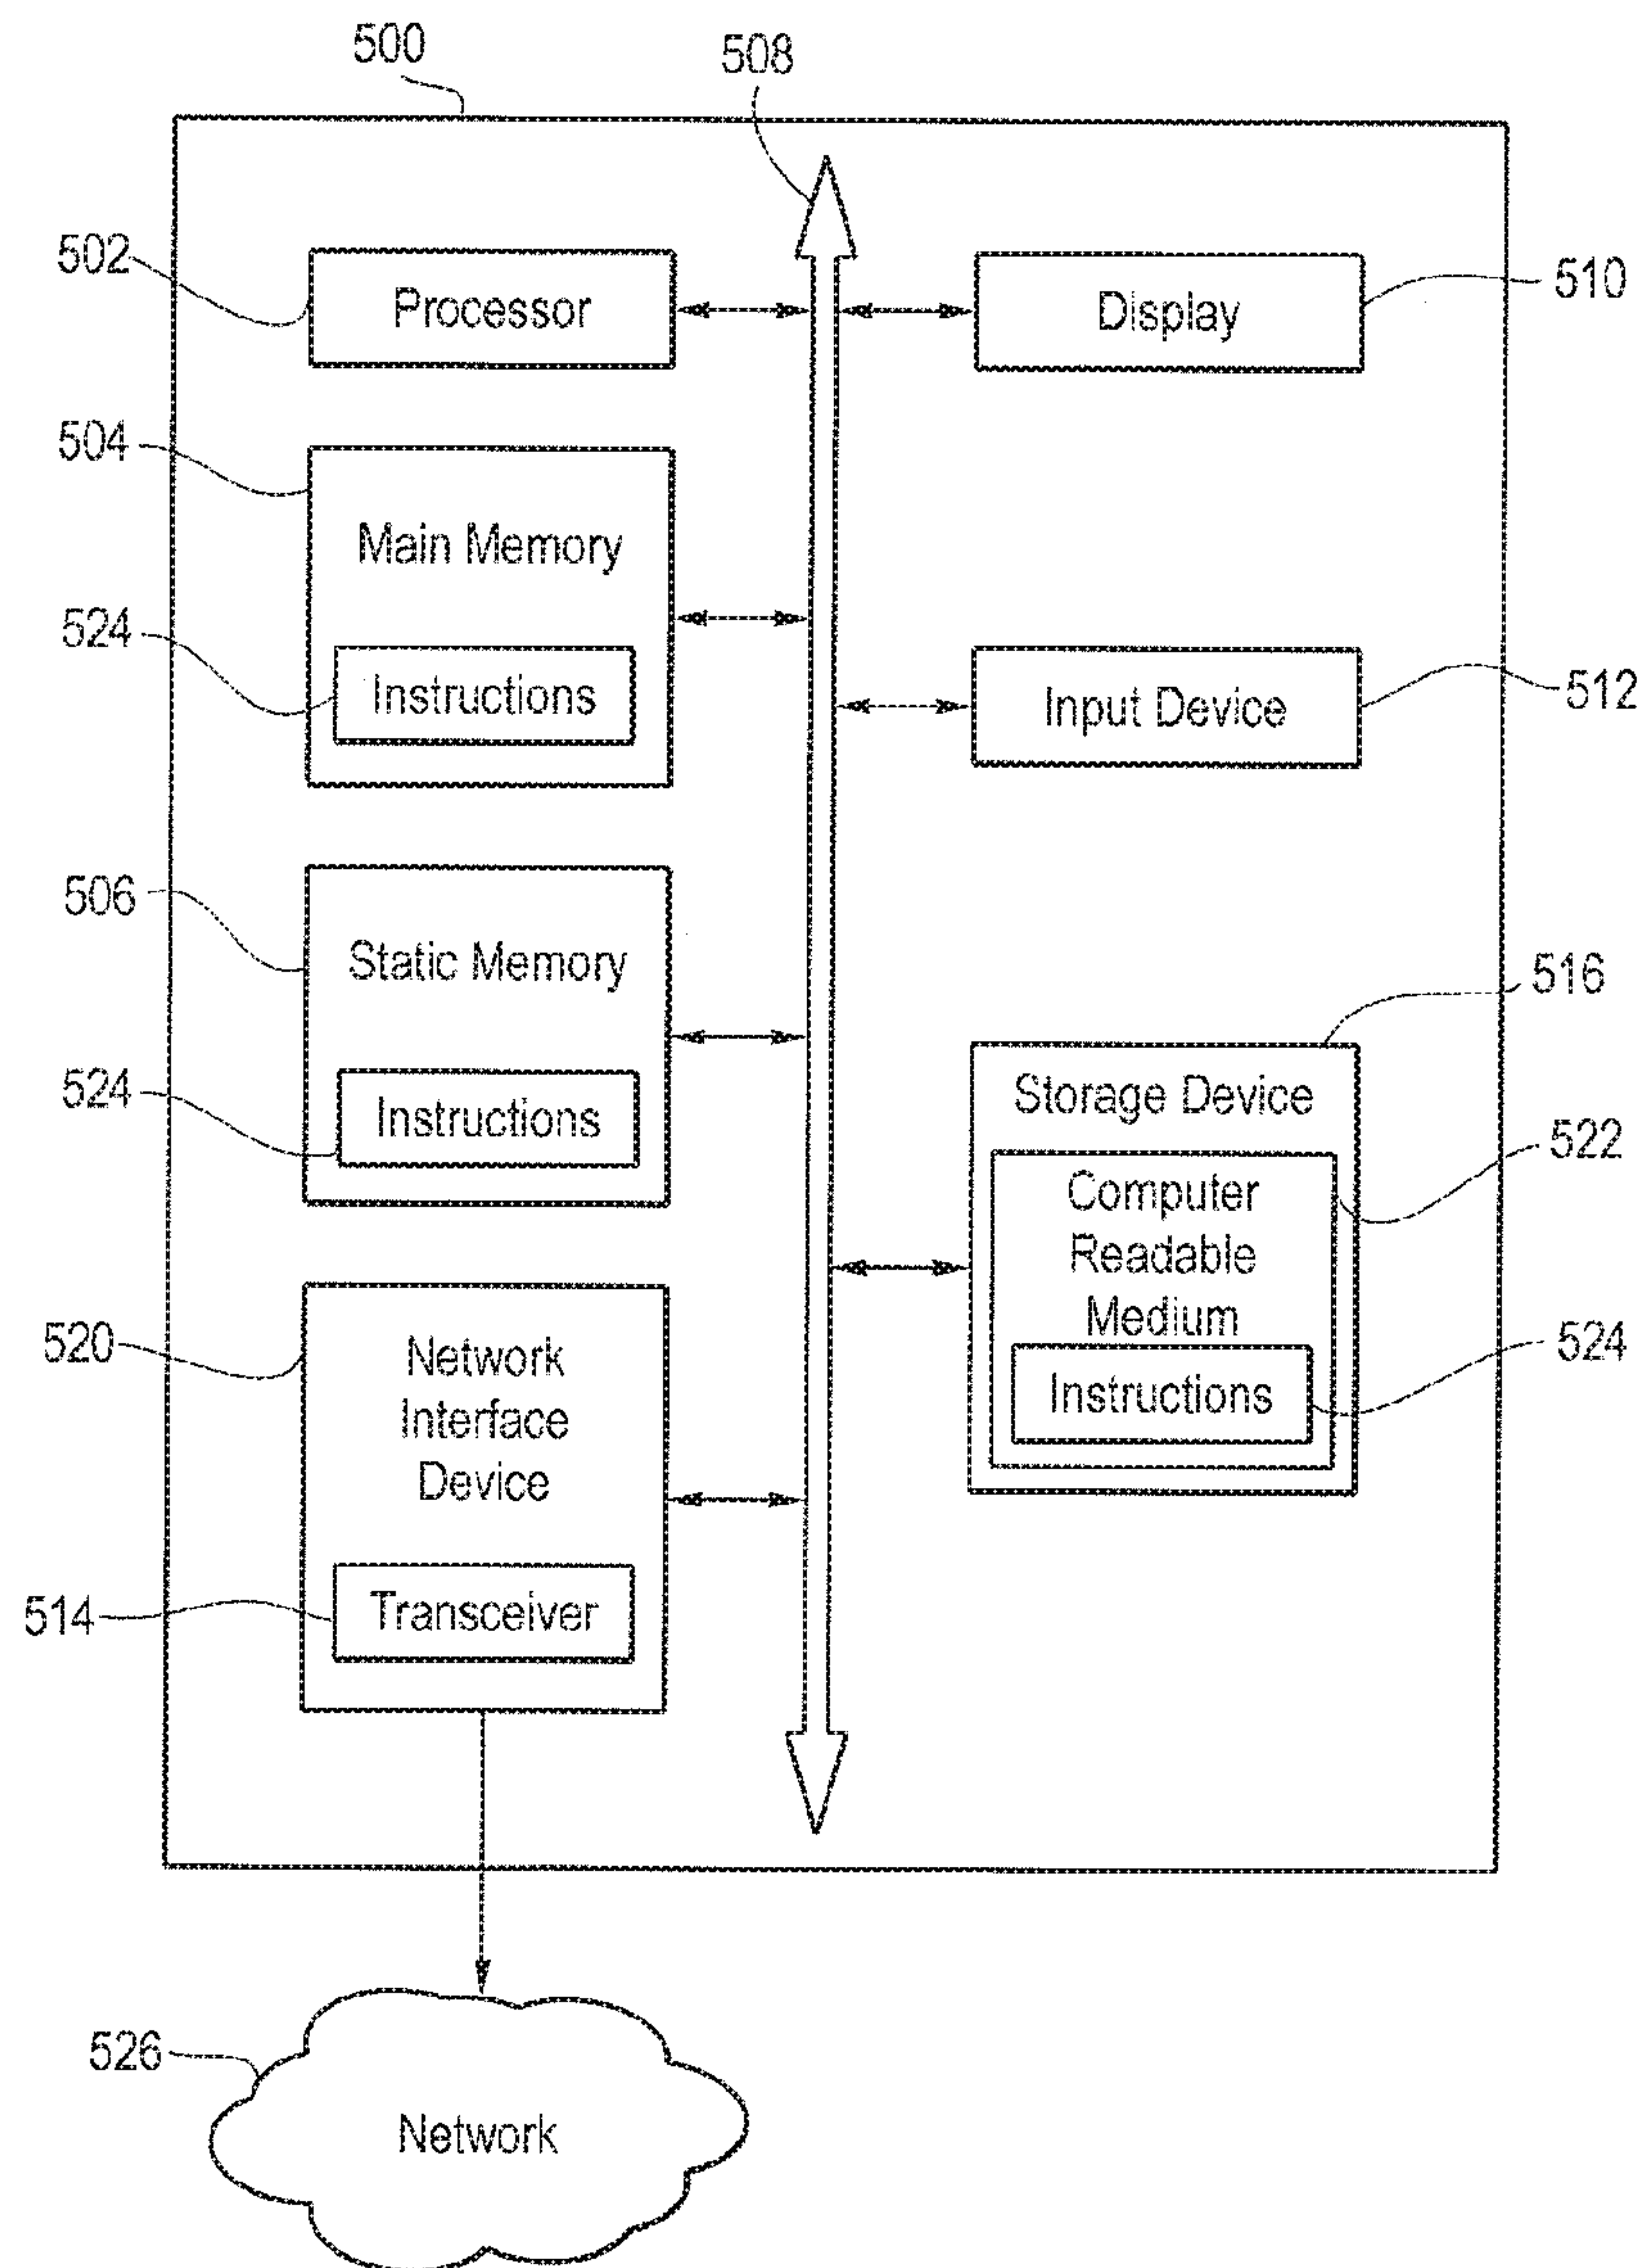 500
508
502
Processor
Display
510
504
Main Memory
524
Instructions
Input Device
512
506
Static Memory
524
Instructions
516
Storage Device
522
Computer
Readable
Medium
524
Instructions
520
Network
Interface
Device
514
Transceiver
526
Network